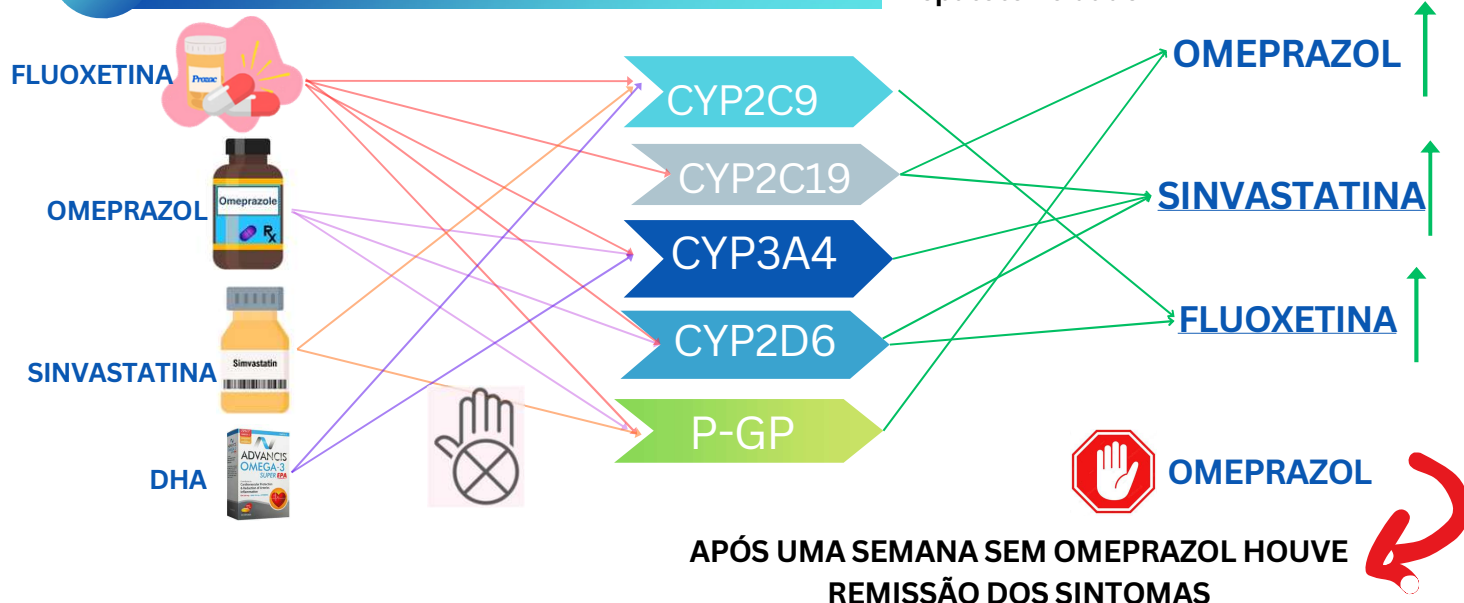 FLUOXETINA
Prozac
OMEPRAZOL
Omeprazole
Rx
SINVASTATINA
Simvastatin
DHA
ADVANCIS
OMEGA-3
SUPER EPA
CYP2C9
CYP2C19
CYP3A4
CYP2D6
P-GP
OMEPRAZOL
SINVASTATINA
FLUOXETINA
OMEPRAZOL
APÓS UMA SEMANA SEM OMEPRAZOL HOUVE
REMISSÃO DOS SINTOMAS